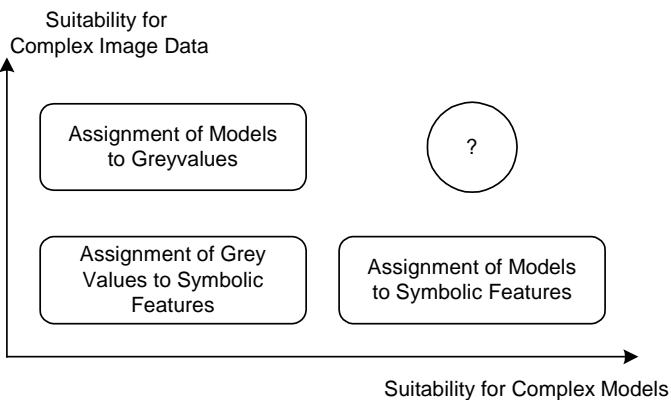 Suitability for
Complex Image Data
Assignment of Models
to Greyvalues
?
Assignment of Grey
Values to Symbolic
Features
Assignment of Models
to Symbolic Features
Suitability for Complex Models